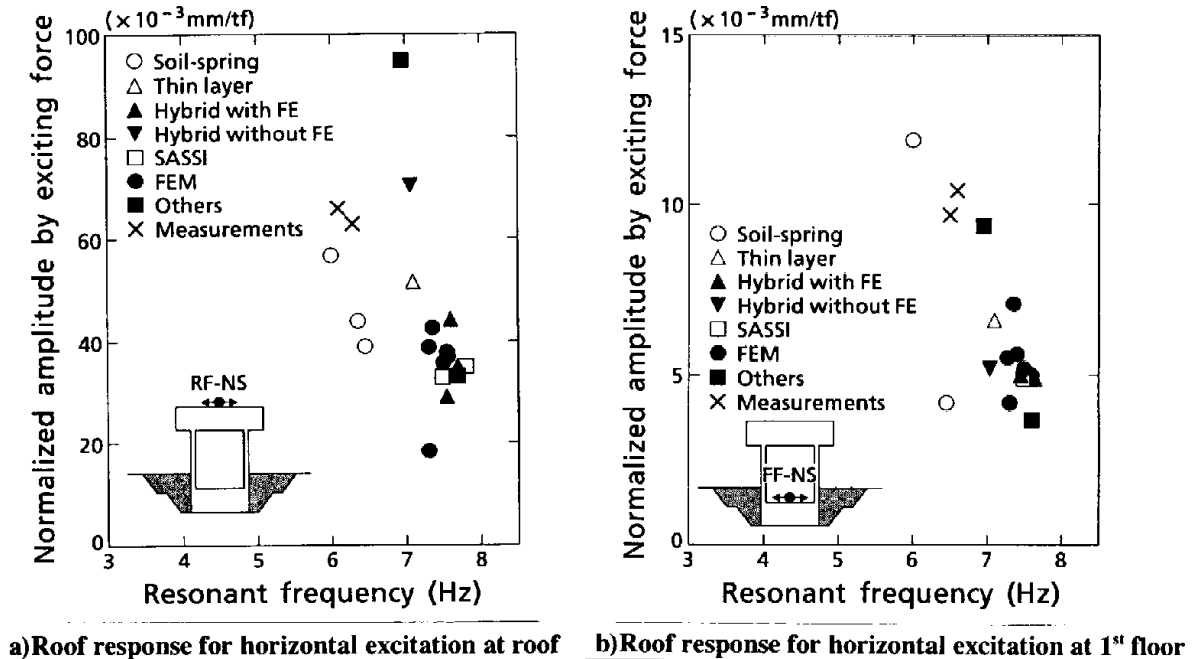 (×10⁻³mm/tf)
Normalized amplitude by exciting force
100
80
60
40
20
0
○ Soil-spring
△ Thin layer
▲ Hybrid with FE
▼ Hybrid without FE
□ SASSI
● FEM
■ Others
× Measurements
RF-NS
3 4 5 6 7 8
Resonant frequency (Hz)
a)Roof response for horizontal excitation at roof
(×10⁻³mm/tf)
Normalized amplitude by exciting force
15
10
5
0
○ Soil-spring
△ Thin layer
▲ Hybrid with FE
▼ Hybrid without FE
□ SASSI
● FEM
■ Others
× Measurements
FF-NS
3 4 5 6 7 8
Resonant frequency (Hz)
b)Roof response for horizontal excitation at 1st floor